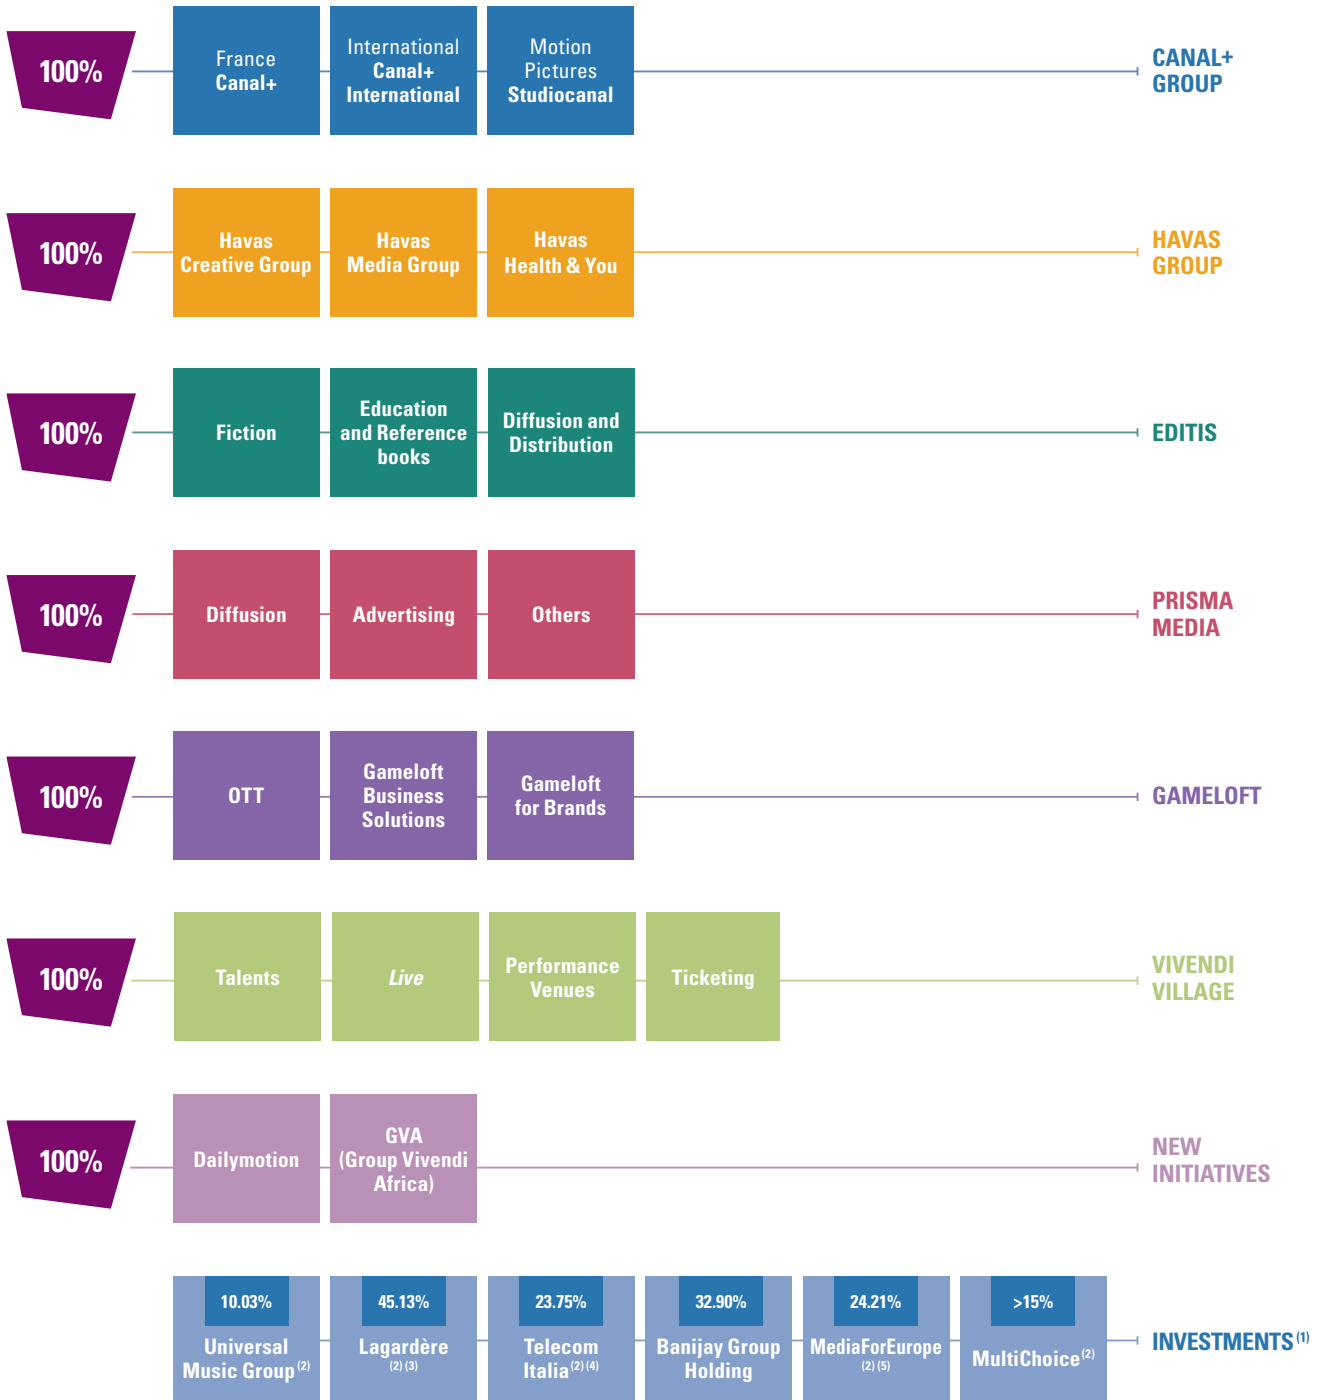 100%
France
Canal+
International
Canal+
International
Motion
Pictures
Studiocanal
CANAL+
GROUP
100%
Havas
Creative Group
Havas
Media Group
Havas
Health & You
HAVAS
GROUP
100%
Fiction
Education
and Reference
books
Diffusion and
Distribution
EDITIS
100%
Diffusion
Advertising
Others
PRISMA
MEDIA
100%
OTT
Gameloft
Business
Solutions
Gameloft
for Brands
GAMELOFT
100%
Talents
Live
Performance
Venues
Ticketing
VIVENDI
VILLAGE
100%
Dailymotion
GVA
(Group Vivendi
Africa)
NEW
INITIATIVES
10.03%
Universal
Music Group (2)
45.13%
Lagardère
(2) (3)
23.75%
Telecom
Italia (2) (4)
32.90%
Banijay Group
Holding
24.21%
MediaForEurope
(2) (5)
>15%
MultiChoice (2)
INVESTMENTS (1)